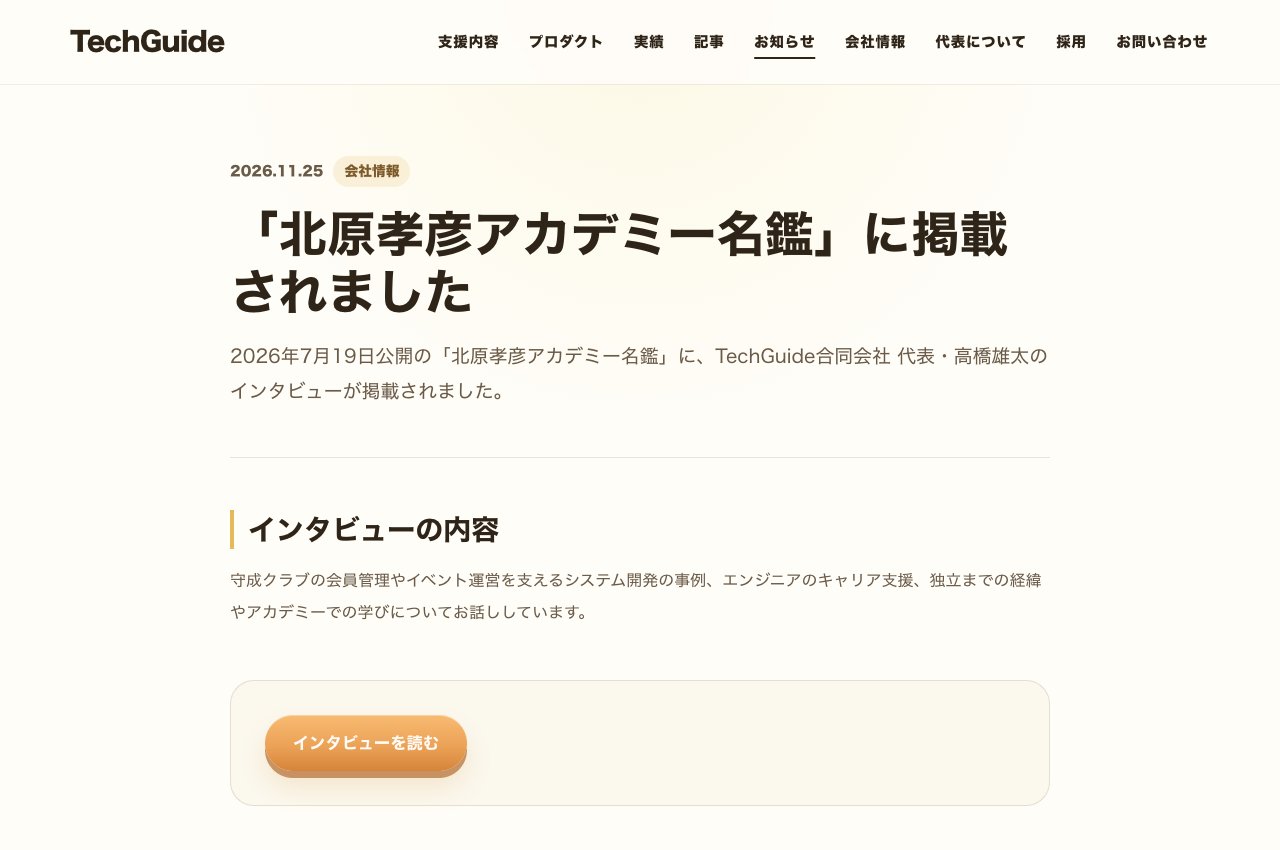 TechGuide
支援内容 プロダクト 実績 記事 お知らせ 会社情報 代表について 採用 お問い合わせ
2026.11.25 会社情報
「北原孝彦アカデミー名鑑」に掲載
されました
2026年7月19日公開の「北原孝彦アカデミー名鑑」に、TechGuide合同会社 代表・高橋雄太の
インタビューが掲載されました。
インタビューの内容
守成クラブの会員管理やイベント運営を支えるシステム開発の事例、エンジニアのキャリア支援、独立までの経緯
やアカデミーでの学びについてお話ししています。
インタビューを読む